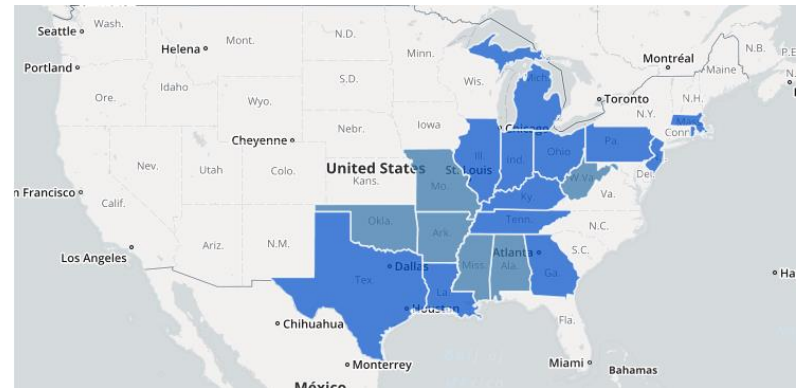 Seattle
Wash.
Mont.
N.D.
Minn.
Helena
Portland
Montréal
N.B.
Maine
S.D.
Wis.
Mich.
Toronto
N.H.
Ore.
Idaho
Wyo.
N.Y.
Iowa
Chicago
Mass.
Conn
Nebr.
Cheyenne
Pa.
Ohio
Ind.
Ill.
Nev.
Utah
Colo.
United States
St. Louis
Del.
Kans.
Mo.
W.Va.
Va.
n Francisco
Calif.
Ky.
N.C.
Tenn.
Okla.
Ark.
Ariz.
N.M.
Los Angeles
Atlanta
S.C.
Miss.
Ala.
Ga.
Dallas
Tex.
La.
Ha
Houston
Fla.
Chihuahua
Miami
Bahamas
Monterrey
México